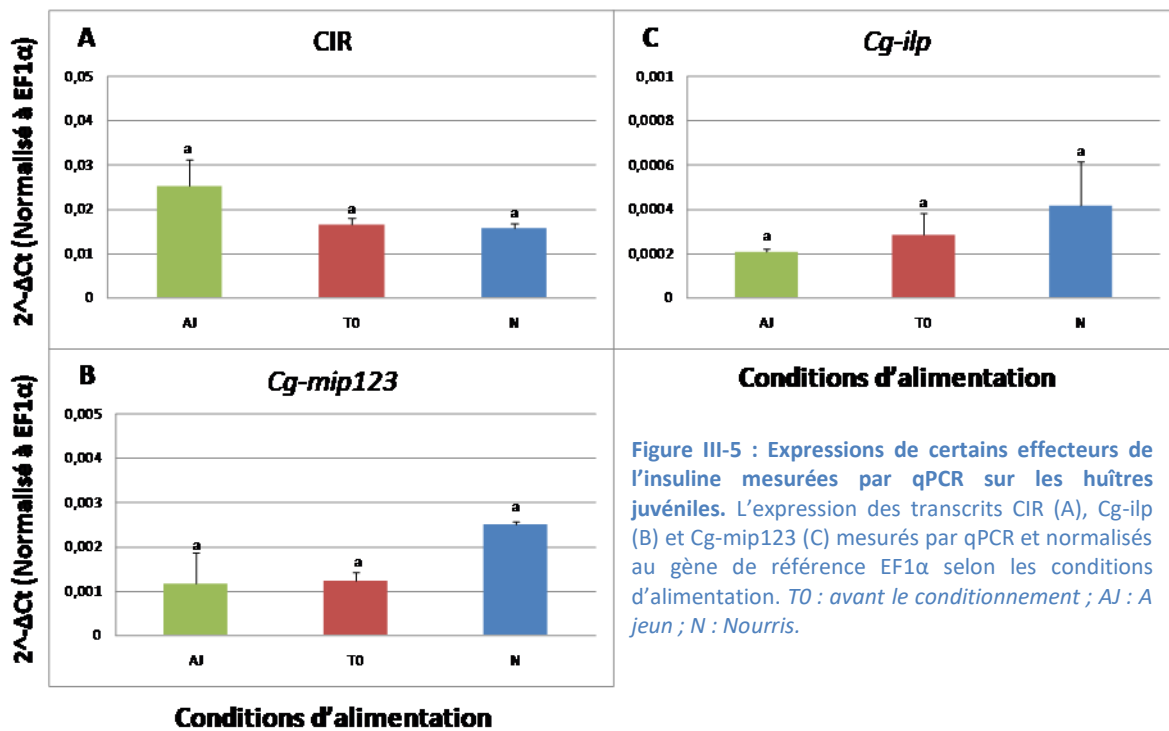 A
CIR
2^-ΔCt (Normalisé à EF1α)
0,05
0,04
0,03
0,02
0,01
0
a
a
a
AJ
T0
N
C
Cg-ilp
0,001
0,0008
0,0006
0,0004
0,0002
0
a
a
a
AJ
T0
N
B
Cg-mip123
2^-ΔCt (Normalisé à EF1α)
0,005
0,004
0,003
0,002
0,001
0
a
a
a
AJ
T0
N
Conditions d’alimentation
Conditions d’alimentation
Figure III-5 : Expressions de certains effecteurs de
l’insuline mesurées par qPCR sur les huîtres
juvéniles. L’expression des transcrits CIR (A), Cg-ilp
(B) et Cg-mip123 (C) mesurés par qPCR et normalisés
au gène de référence EF1α selon les conditions
d’alimentation. T0 : avant le conditionnement ; AJ : A
jeun ; N : Nourris.